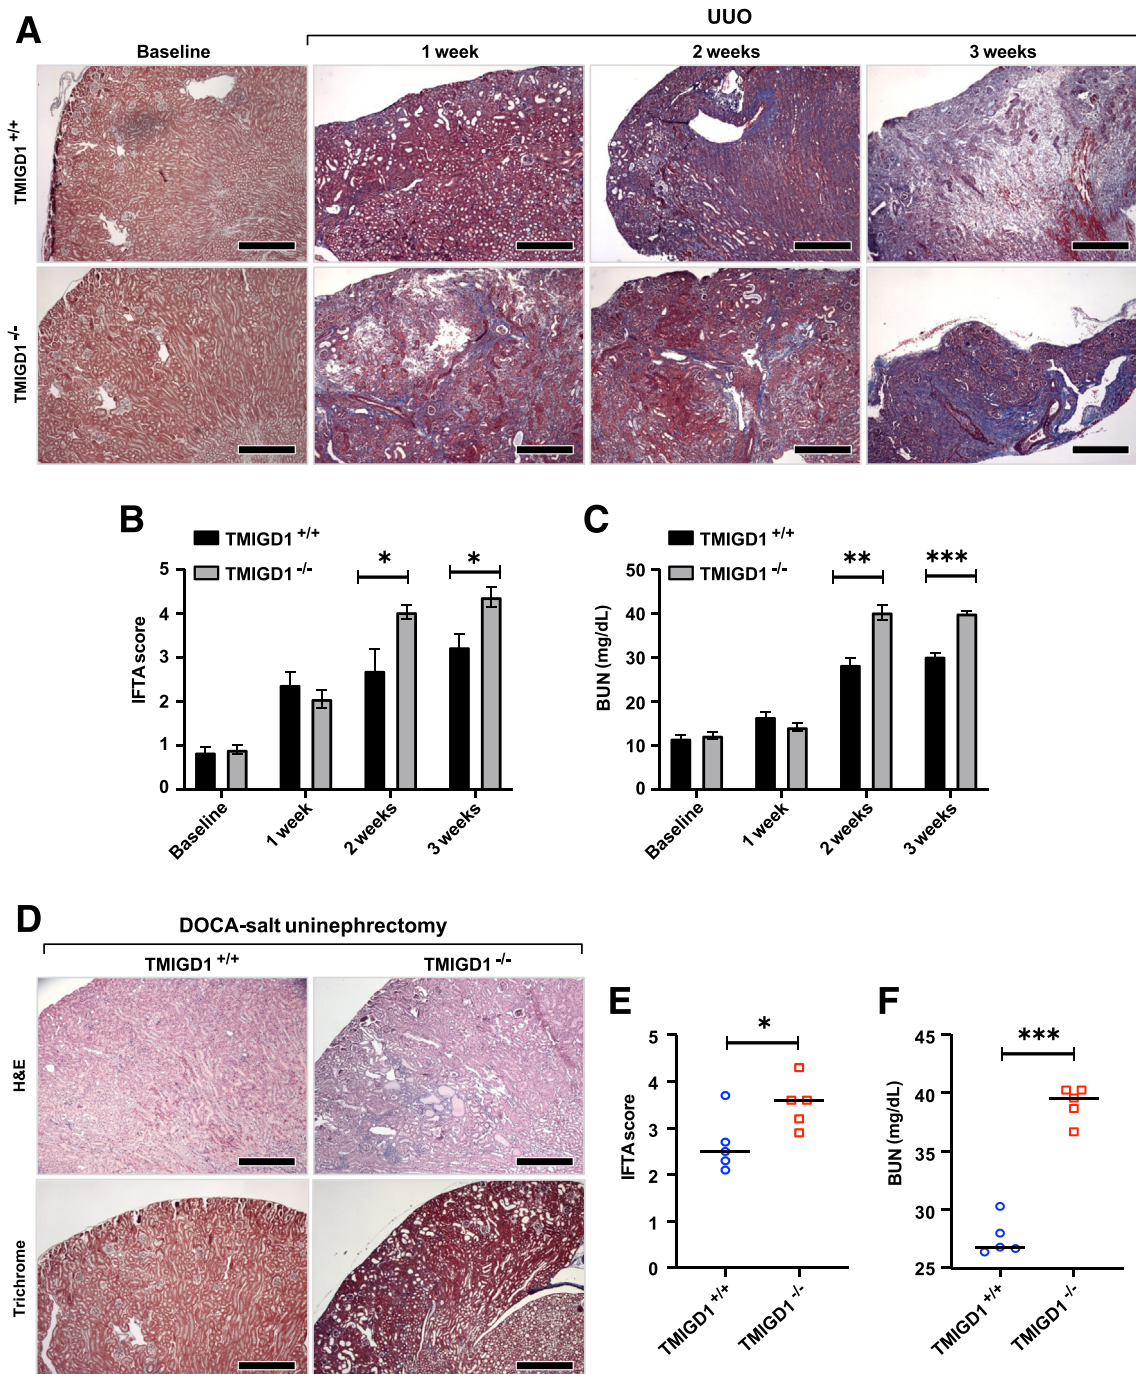 A
UUO
Baseline
1 week
2 weeks
3 weeks
TMIGD1 +/+
TMIGD1 -/-
B
TMIGD1 +/+
TMIGD1 -/-
*
*
IFTA score
5
4
3
2
1
0
Baseline
1 week
2 weeks
3 weeks
C
TMIGD1 +/+
TMIGD1 -/-
**
***
BUN (mg/dL)
50
40
30
20
10
0
Baseline
1 week
2 weeks
3 weeks
D
DOCA-salt uninephrectomy
TMIGD1 +/+
TMIGD1 -/-
H&E
Trichrome
E
*
IFTA score
5
4
3
2
1
0
TMIGD1 +/+
TMIGD1 -/-
F
***
BUN (mg/dL)
45
40
35
30
25
TMIGD1 +/+
TMIGD1 -/-